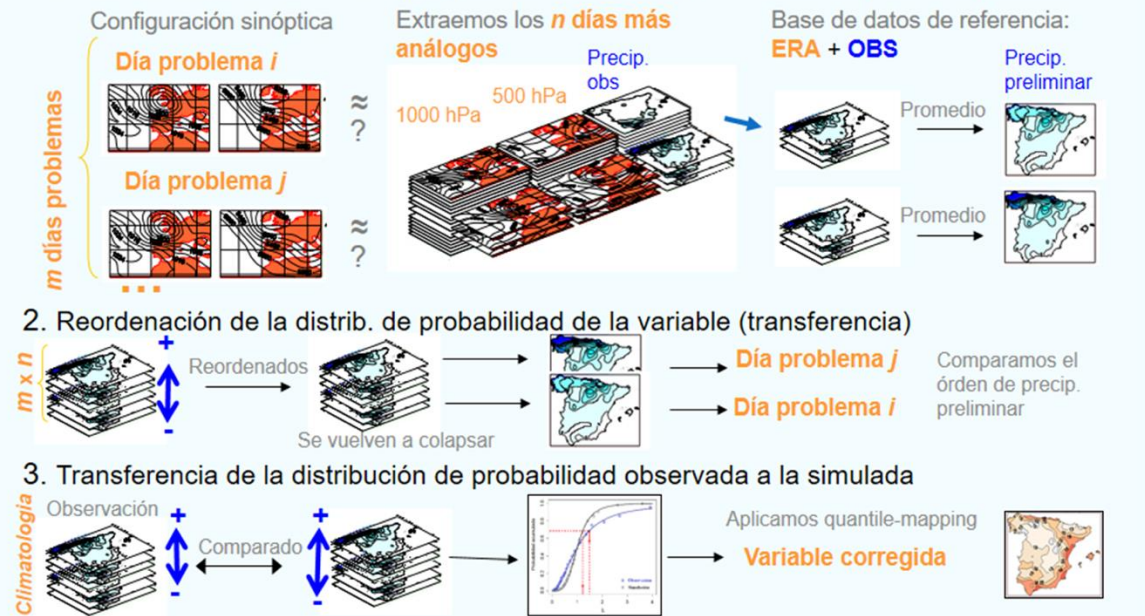 Configuración sinóptica
Extraemos los n días más
análogos
Base de datos de referencia:
ERA + OBS
m días problemas
Día problema i
≈
?
Día problema j
≈
?
...
1000 hPa
500 hPa
Precip.
obs
Promedio
Precip.
preliminar
Promedio
2. Reordenación de la distrib. de probabilidad de la variable (transferencia)
m x n
+
-
Reordenados
Se vuelven a colapsar
Día problema j
Día problema i
Comparamos el
órden de precip.
preliminar
3. Transferencia de la distribución de probabilidad observada a la simulada
Climatología
Observación
+
-
Comparado
+
-
Aplicamos quantile-mapping
Variable corregida